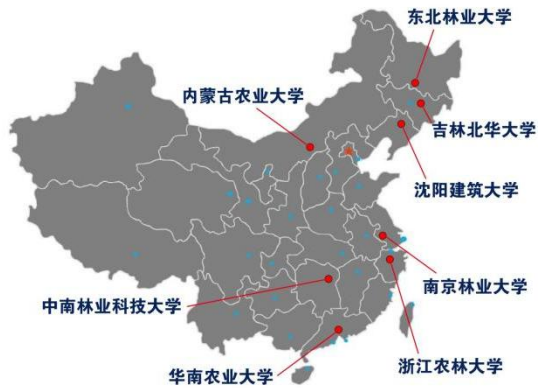 东北林业大学
内蒙古农业大学
吉林北华大学
沈阳建筑大学
南京林业大学
中南林业科技大学
浙江农林大学
华南农业大学